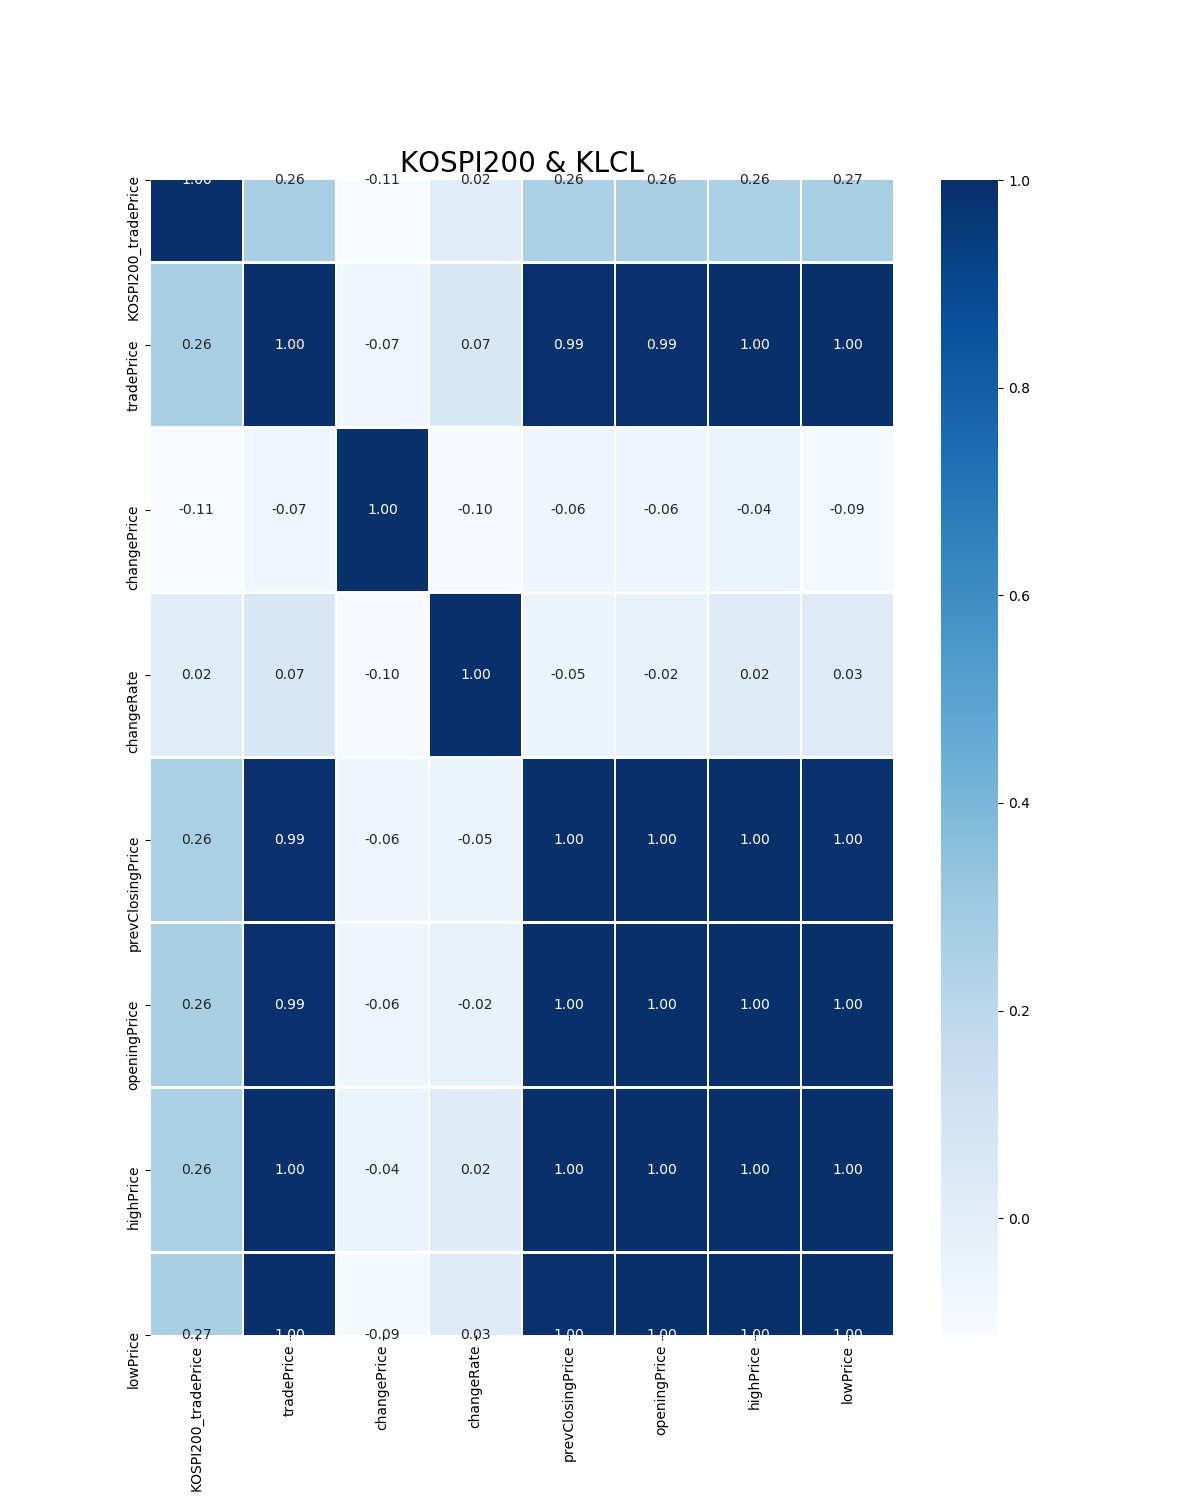 KOSPI200 & KLCL
KOSPI200_tradePrice 1.00 0.26 -0.11 0.02 0.26 0.26 0.26 0.27
tradePrice 0.26 1.00 -0.07 0.07 0.99 0.99 1.00 1.00
changePrice -0.11 -0.07 1.00 -0.10 -0.06 -0.06 -0.04 -0.09
changeRate 0.02 0.07 -0.10 1.00 -0.05 -0.02 0.02 0.03
prevClosingPrice 0.26 0.99 -0.06 -0.05 1.00 1.00 1.00 1.00
openingPrice 0.26 0.99 -0.06 -0.02 1.00 1.00 1.00 1.00
highPrice 0.26 1.00 -0.04 0.02 1.00 1.00 1.00 1.00
lowPrice 0.27 1.00 -0.09 0.03 1.00 1.00 1.00 1.00
KOSPI200_tradePrice
tradePrice
changePrice
changeRate
prevClosingPrice
openingPrice
highPrice
lowPrice
1.0
0.8
0.6
0.4
0.2
0.0